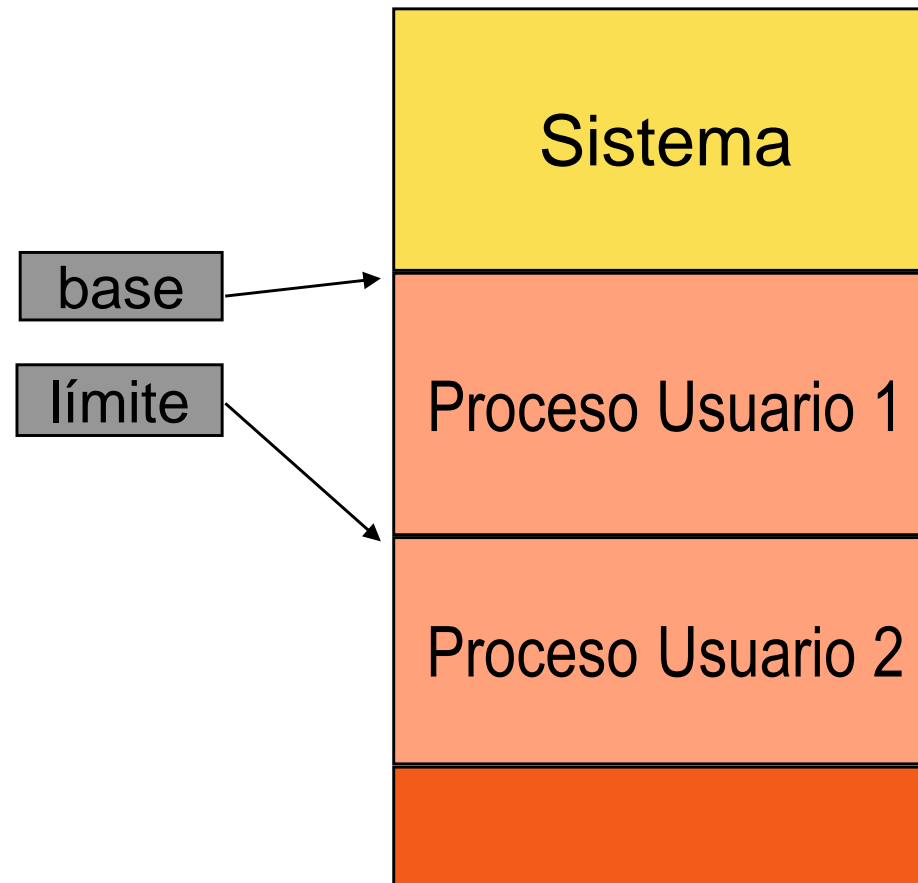 Sistema
base
límite
Proceso Usuario 1
Proceso Usuario 2